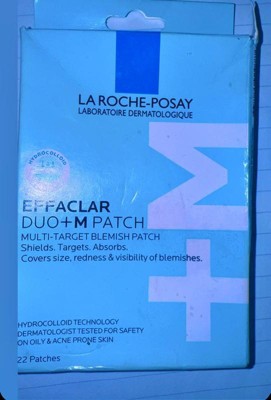 LA ROCHE-POSAY
LABORATOIRE DERMATOLOGIQUE
HYDROCOLLOID
EFFACLAR
DUO+M PATCH
MULTI-TARGET BLEMISH PATCH
Shields. Targets. Absorbs.
Covers size, redness & visibility of blemishes.
+M
HYDROCOLLOID TECHNOLOGY
DERMATOLOGIST TESTED FOR SAFETY
ON OILY & ACNE PRONE SKIN
22 Patches